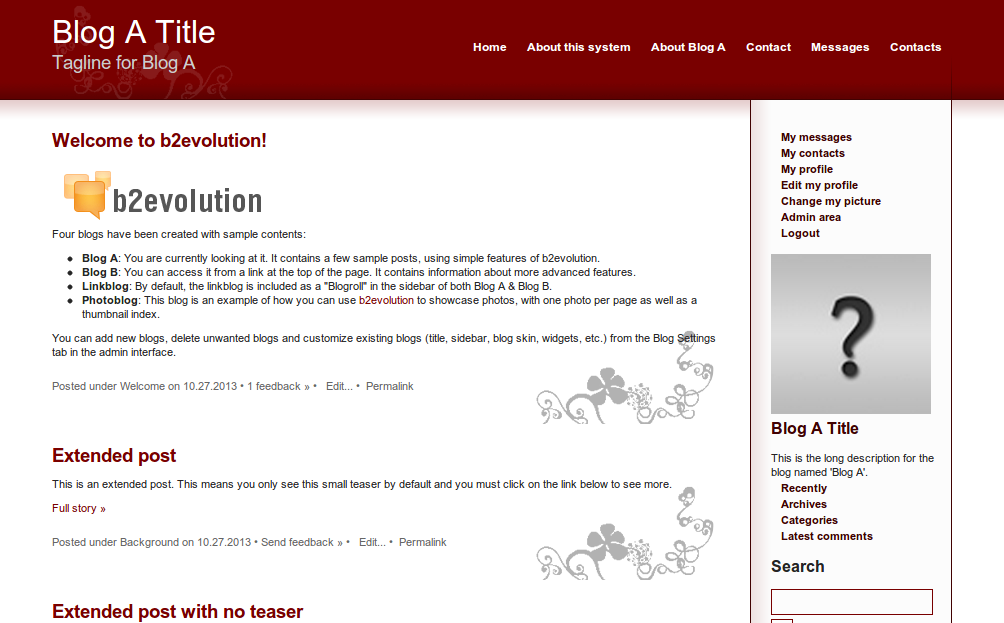 Blog A Title
Tagline for Blog A
Home About this system About Blog A Contact Messages Contacts
Welcome to b2evolution!
b2evolution
Four blogs have been created with sample contents:
• Blog A: You are currently looking at it. It contains a few sample posts, using simple features of b2evolution.
• Blog B: You can access it from a link at the top of the page. It contains information about more advanced features.
• Linkblog: By default, the linkblog is included as a "Blogroll" in the sidebar of both Blog A & Blog B.
• Photoblog: This blog is an example of how you can use b2evolution to showcase photos, with one photo per page as well as a
thumbnail index.
You can add new blogs, delete unwanted blogs and customize existing blogs (title, sidebar, blog skin, widgets, etc.) from the Blog Settings
tab in the admin interface.
Posted under Welcome on 10.27.2013 • 1 feedback » • Edit... • Permalink
Extended post
This is an extended post. This means you only see this small teaser by default and you must click on the link below to see more.
Full story »
Posted under Background on 10.27.2013 • Send feedback » • Edit... • Permalink
Extended post with no teaser
My messages
My contacts
My profile
Edit my profile
Change my picture
Admin area
Logout
?
Blog A Title
This is the long description for the
blog named 'Blog A'.
Recently
Archives
Categories
Latest comments
Search